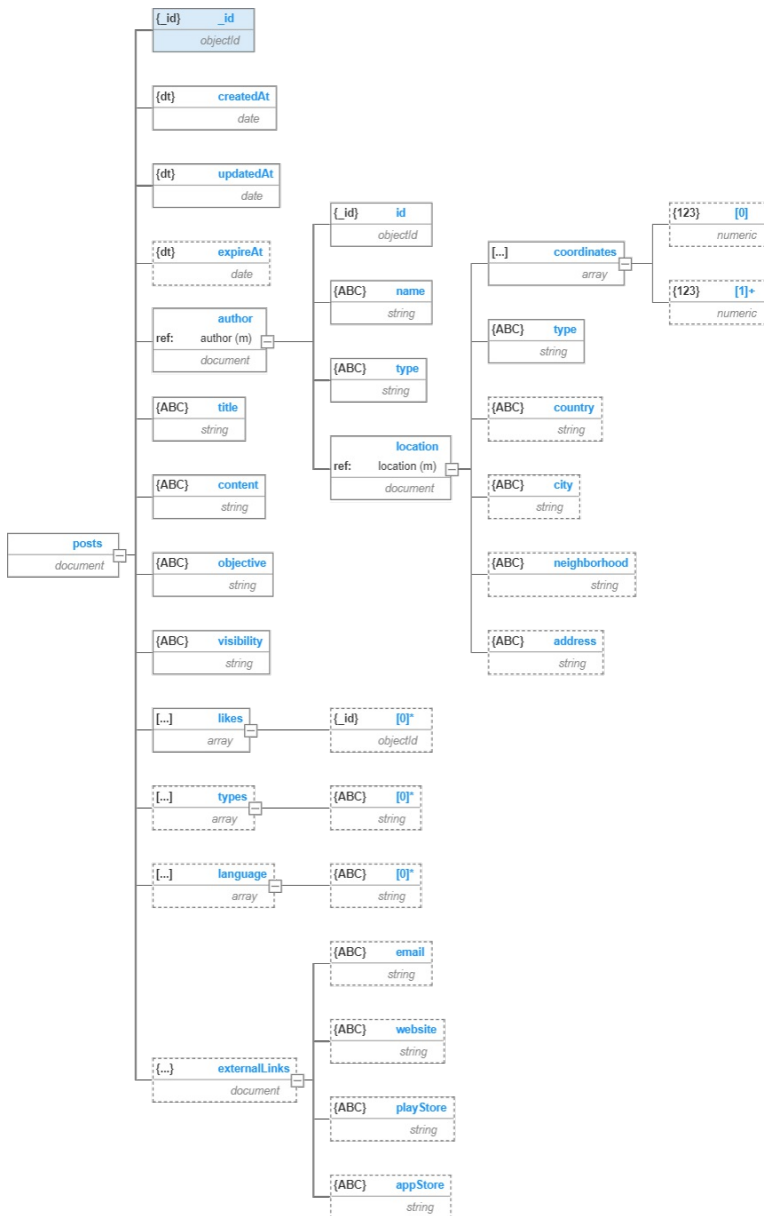 {_id} _id
objectId
{dt} createdAt
date
{dt} updatedAt
date
{_id} id
objectId
{123} [0]
numeric
{dt} expireAt
date
[...] coordinates
array
{ABC} name
string
{123} [1]+
numeric
author
ref: author (m)
document
{ABC} type
string
{ABC} type
string
{ABC} title
string
{ABC} country
string
location
ref: location (m)
document
{ABC} content
string
{ABC} city
string
posts
document
{ABC} objective
string
{ABC} neighborhood
string
{ABC} visibility
string
{ABC} address
string
[...] likes
array
{_id} [0]*
objectId
[...] types
array
{ABC} [0]*
string
[...] language
array
{ABC} [0]*
string
{ABC} email
string
{ABC} website
string
{...} externalLinks
document
{ABC} playStore
string
{ABC} appStore
string